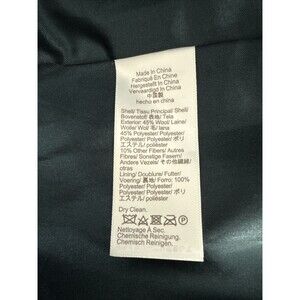 Made In China
Fabriqué En Chine
Hergestellt In China
Vervaardigd In China
中国製
hecho en china
Shell/ Tissu Principal/ Shell/
Bovenstof/ 表地/ Tela
Exterior: 45% Wool/ Laine/
Wolle/ Wol/ 毛/ lana
45% Polyester/ Polyester/
Polyester/ Polyester/ ポリ
エステル/ poliéster
10% Other Fibres/ Autres
Fibres/ Sonstige Fasern/
Andere Vezels/ その他繊維/
otras
Lining/ Doublure/ Futter/
Voering/ 裏地/ Forro: 100%
Polyester/ Polyester/
Polyester/ Polyester/ ポリ
エステル/ poliéster
Dry Clean.
Nettoyage À Sec.
Chemische Reinigung.
Chemisch Reinigen.